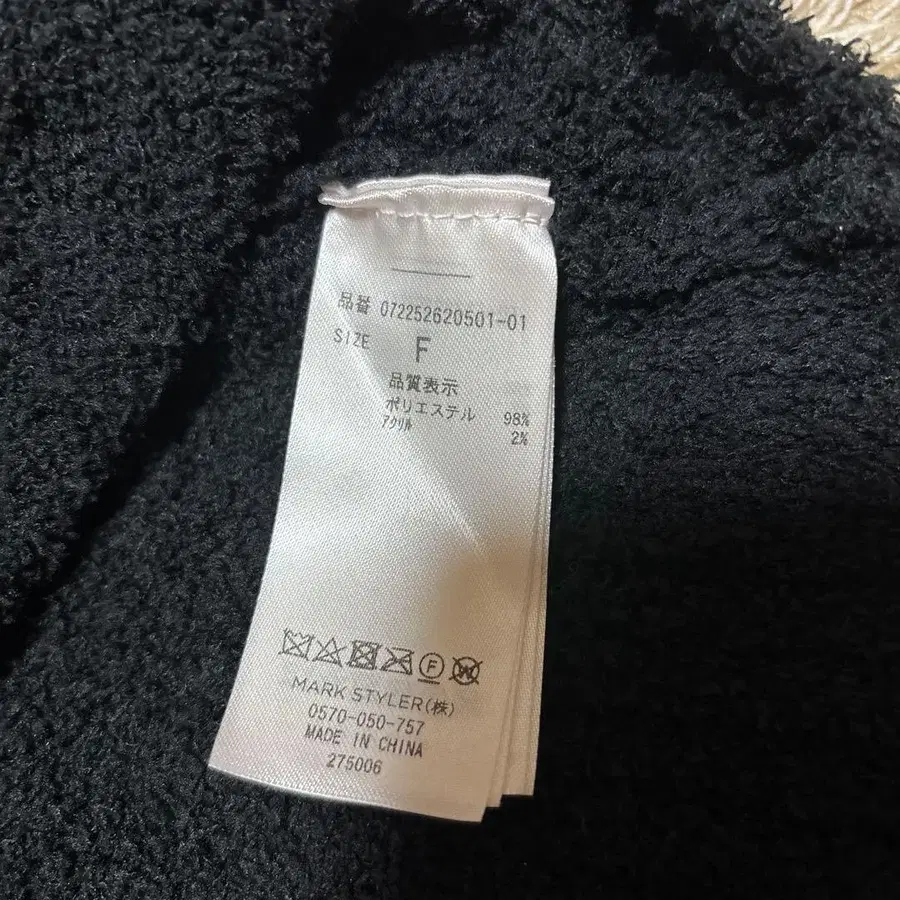 品番 072252620501-01
SIZE F
品質表示
ポリエステル 98%
アクリル 2%
F W
MARK STYLER(株)
0570-050-757
MADE IN CHINA
275006